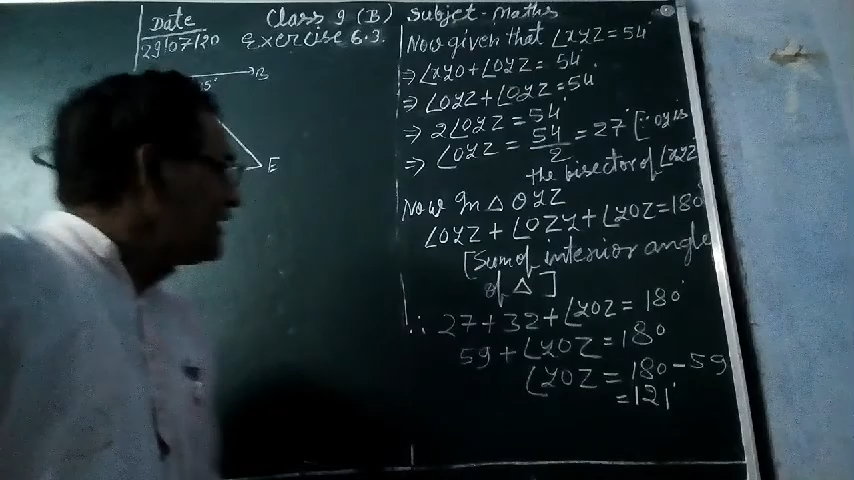 Date
29/07/20
Class 9 (B) Subjet - Maths
Exercise 6.3.
B
E
Now given that ∠XYZ = 54°
⇒ ∠XYO + ∠OYZ = 54°
⇒ ∠OYZ + ∠OYZ = 54°
⇒ 2∠OYZ = 54°
⇒ ∠OYZ = 54/2 = 27° [∵ OY is
the bisector of ∠XYZ
Now In △ OYZ
∠OYZ + ∠OZY + ∠YOZ = 180°
[Sum of interior angle
of △ ]
∴ 27 + 32 + ∠YOZ = 180°
59 + ∠YOZ = 180
∠YOZ = 180 - 59
= 121°